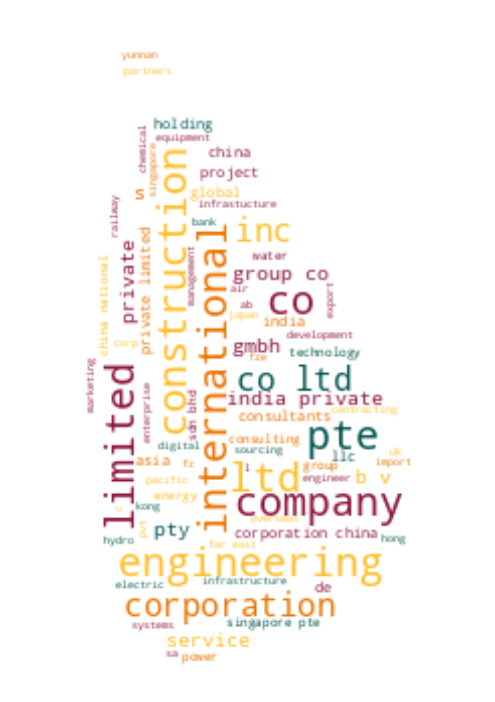 yunnan
partners
holding
equipment
chemical
singapore
construction
china
project
s
global
infrastucture
railway
bank
international
inc
water
management
private
private limited
china national
group co
air
co
export
ab
japan
india
development
corp
gmbh
fze
technology
marketing
limited
co ltd
enterprise
sdn bhd
india private
contracting
consultants
pte
consulting
digital
sourcing
llc
uk
asia
fz
l
group
import
ltd
engineer
b v
pacific
energy
company
c
kong
overseas
pvt
pty
corporation china
hong
hydro
far east
engineering
electric
infrastructure
de
corporation
systems
singapore pte
service
sa
power